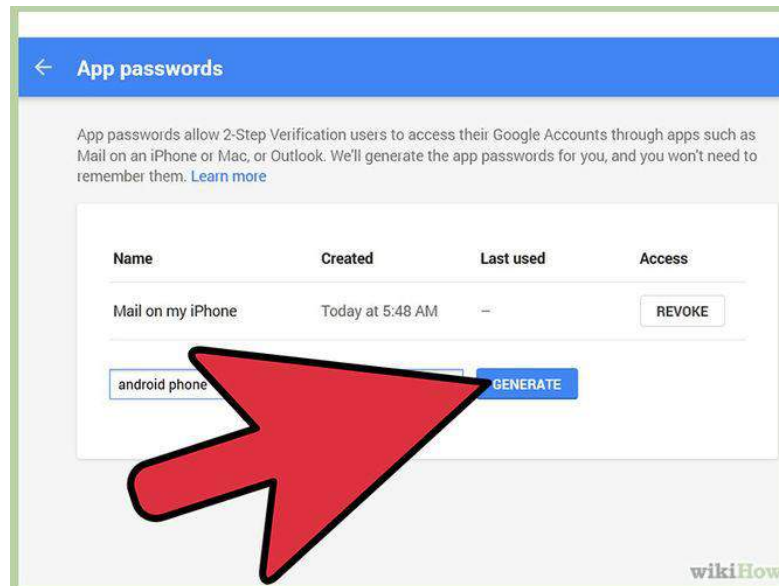 App passwords
App passwords allow 2-Step Verification users to access their Google Accounts through apps such as
Mail on an iPhone or Mac, or Outlook. We'll generate the app passwords for you, and you won't need to
remember them. Learn more
Name Created Last used Access
Mail on my iPhone Today at 5:48 AM – REVOKE
android phone GENERATE
wikiHow